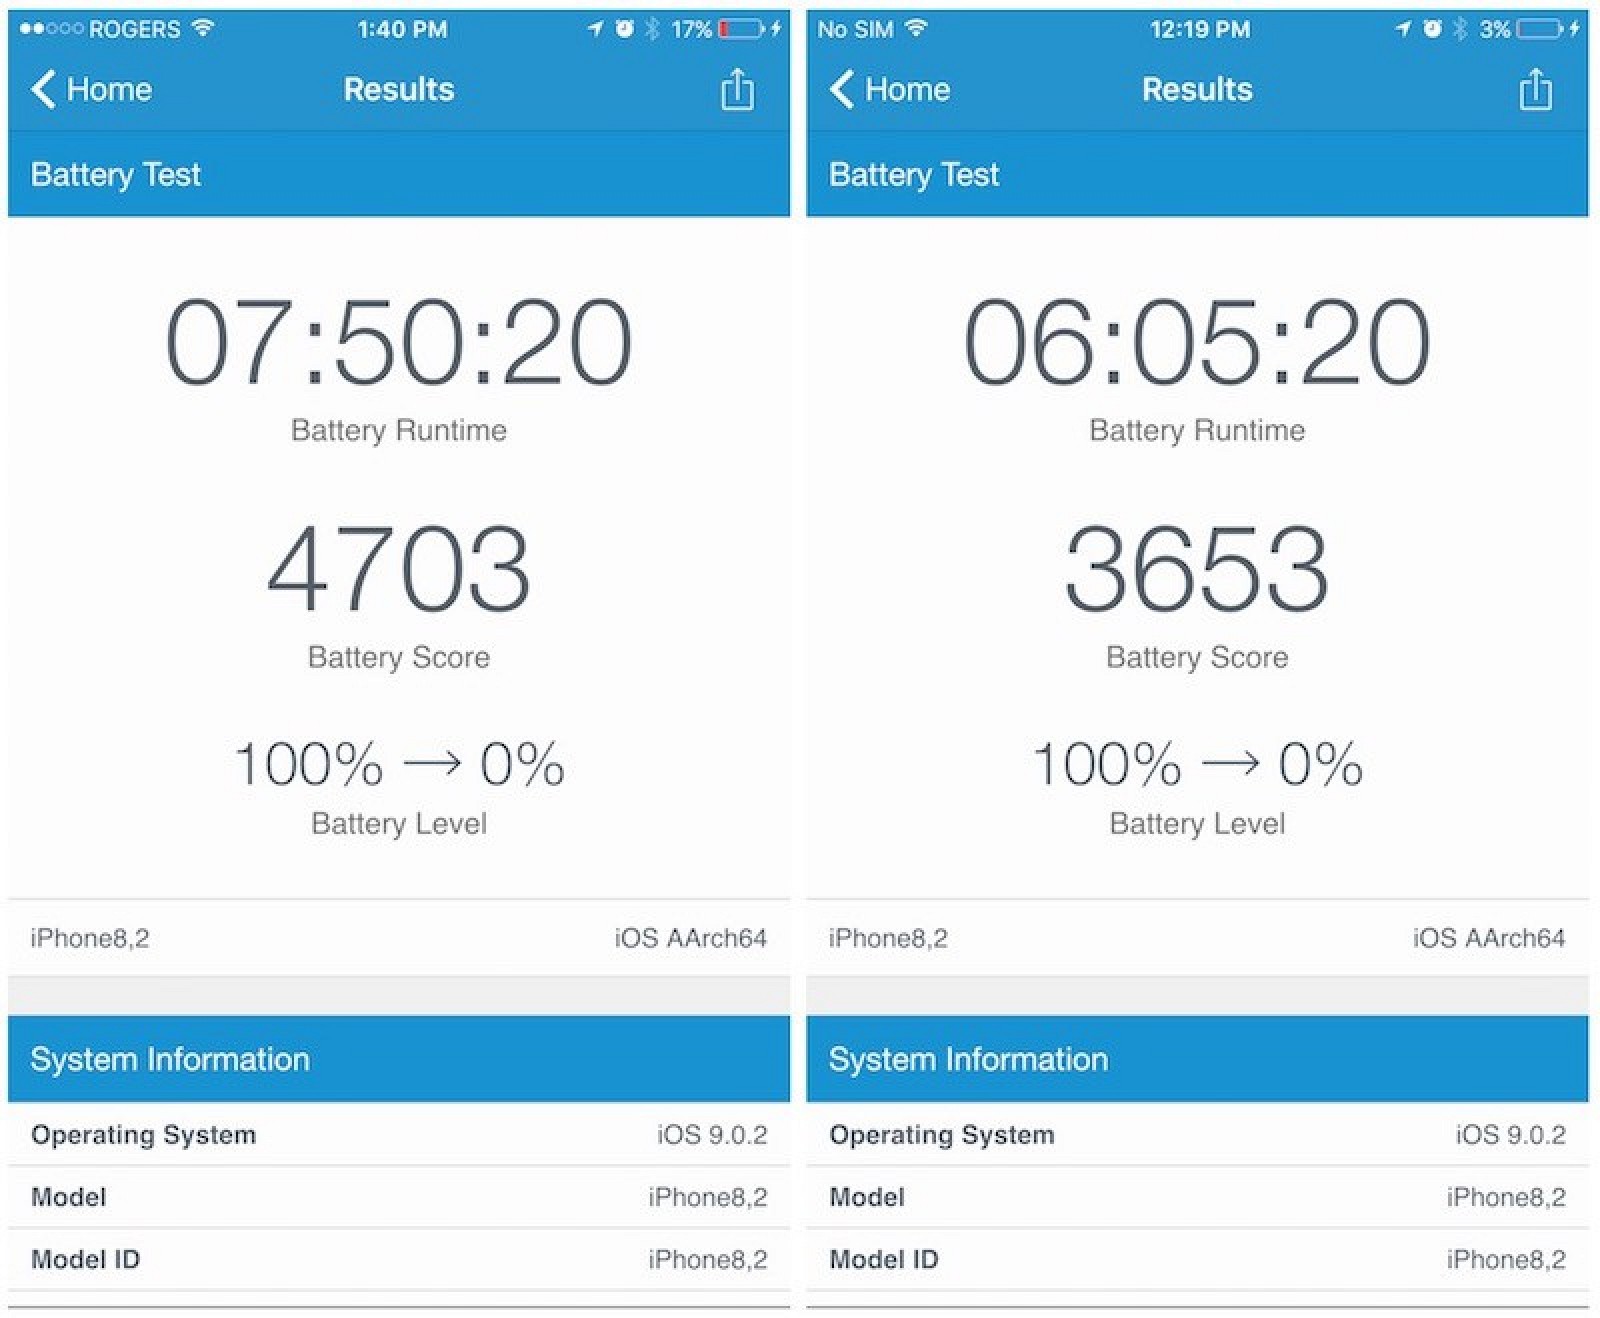 ROGERS 1:40 PM 17%
Home Results
Battery Test
07:50:20
Battery Runtime
4703
Battery Score
100% → 0%
Battery Level
iPhone8,2 iOS AArch64
System Information
Operating System iOS 9.0.2
Model iPhone8,2
Model ID iPhone8,2
No SIM 12:19 PM 3%
Home Results
Battery Test
06:05:20
Battery Runtime
3653
Battery Score
100% → 0%
Battery Level
iPhone8,2 iOS AArch64
System Information
Operating System iOS 9.0.2
Model iPhone8,2
Model ID iPhone8,2